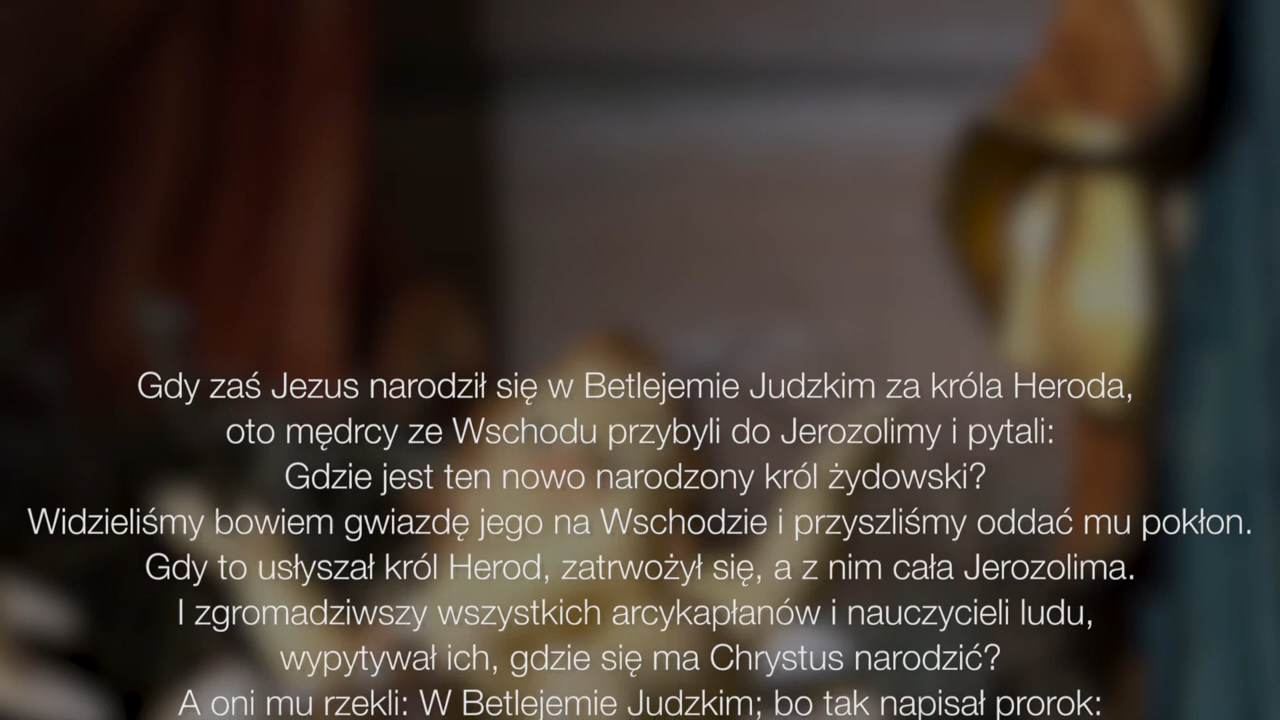 Gdy zaś Jezus narodził się w Betlejemie Judzkim za króla Heroda,
oto mędrcy ze Wschodu przybyli do Jerozolimy i pytali:
Gdzie jest ten nowo narodzony król żydowski?
Widzieliśmy bowiem gwiazdę jego na Wschodzie i przyszliśmy oddać mu pokłon.
Gdy to usłyszał król Herod, zatrwożył się, a z nim cała Jerozolima.
I zgromadziwszy wszystkich arcykapłanów i nauczycieli ludu,
wypytywał ich, gdzie się ma Chrystus narodzić?
A oni mu rzekli: W Betlejemie Judzkim; bo tak napisał prorok: